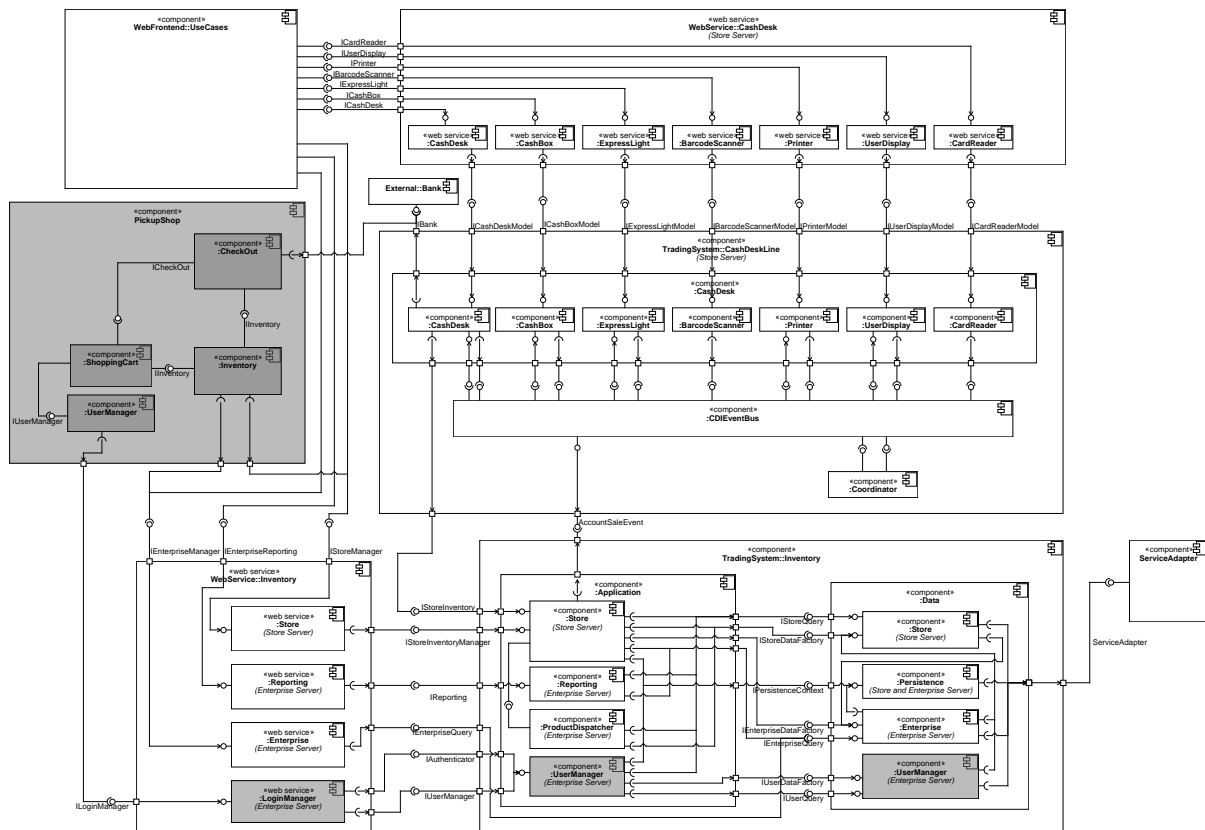 «component»
WebFrontend::UseCases
«web service»
WebService::CashDesk
(Store Server)
ICardReader
IUserDisplay
IPrinter
IBarcodeScanner
IExpressLight
ICashBox
ICashDesk
«web service»
:CashDesk
«web service»
:CashBox
«web service»
:ExpressLight
«web service»
:BarcodeScanner
«web service»
:Printer
«web service»
:UserDisplay
«web service»
:CardReader
External::Bank
«component»
PickupShop
IBank
ICashDeskModel
ICashBoxModel
IExpressLightModel
IBarcodeScannerModel
IPrinterModel
IUserDisplayModel
ICardReaderModel
«component»
TradingSystem::CashDeskLine
(Store Server)
«component»
:CheckOut
ICheckOut
IInventory
«component»
:ShoppingCart
IInventory
«component»
:Inventory
IUserManager
«component»
:UserManager
«component»
:CashDesk
«component»
:CashDesk
«component»
:CashBox
«component»
:ExpressLight
«component»
:BarcodeScanner
«component»
:Printer
«component»
:UserDisplay
«component»
:CardReader
«component»
:CDIEventBus
«component»
:Coordinator
AccountSaleEvent
IEnterpriseManager
IEnterpriseReporting
IStoreManager
«web service»
WebService::Inventory
«web service»
:Store
(Store Server)
«web service»
:Reporting
(Enterprise Server)
«web service»
:Enterprise
(Enterprise Server)
«web service»
:LoginManager
(Enterprise Server)
ILoginManager
IStoreInventory
IStoreInventoryManager
IReporting
IEnterpriseQuery
IAuthenticator
IUserManager
«component»
TradingSystem::Inventory
«component»
:Application
«component»
:Store
(Store Server)
«component»
:Reporting
(Enterprise Server)
«component»
:ProductDispatcher
(Enterprise Server)
«component»
:UserManager
(Enterprise Server)
IStoreQuery
IStoreDataFactory
IPersistenceContext
IEnterpriseDataFactory
IEnterpriseQuery
IUserDataFactory
IUserQuery
«component»
:Data
«component»
:Store
(Store Server)
«component»
:Persistence
(Store and Enterprise Server)
«component»
:Enterprise
(Enterprise Server)
«component»
:UserManager
(Enterprise Server)
«component»
ServiceAdapter
ServiceAdapter